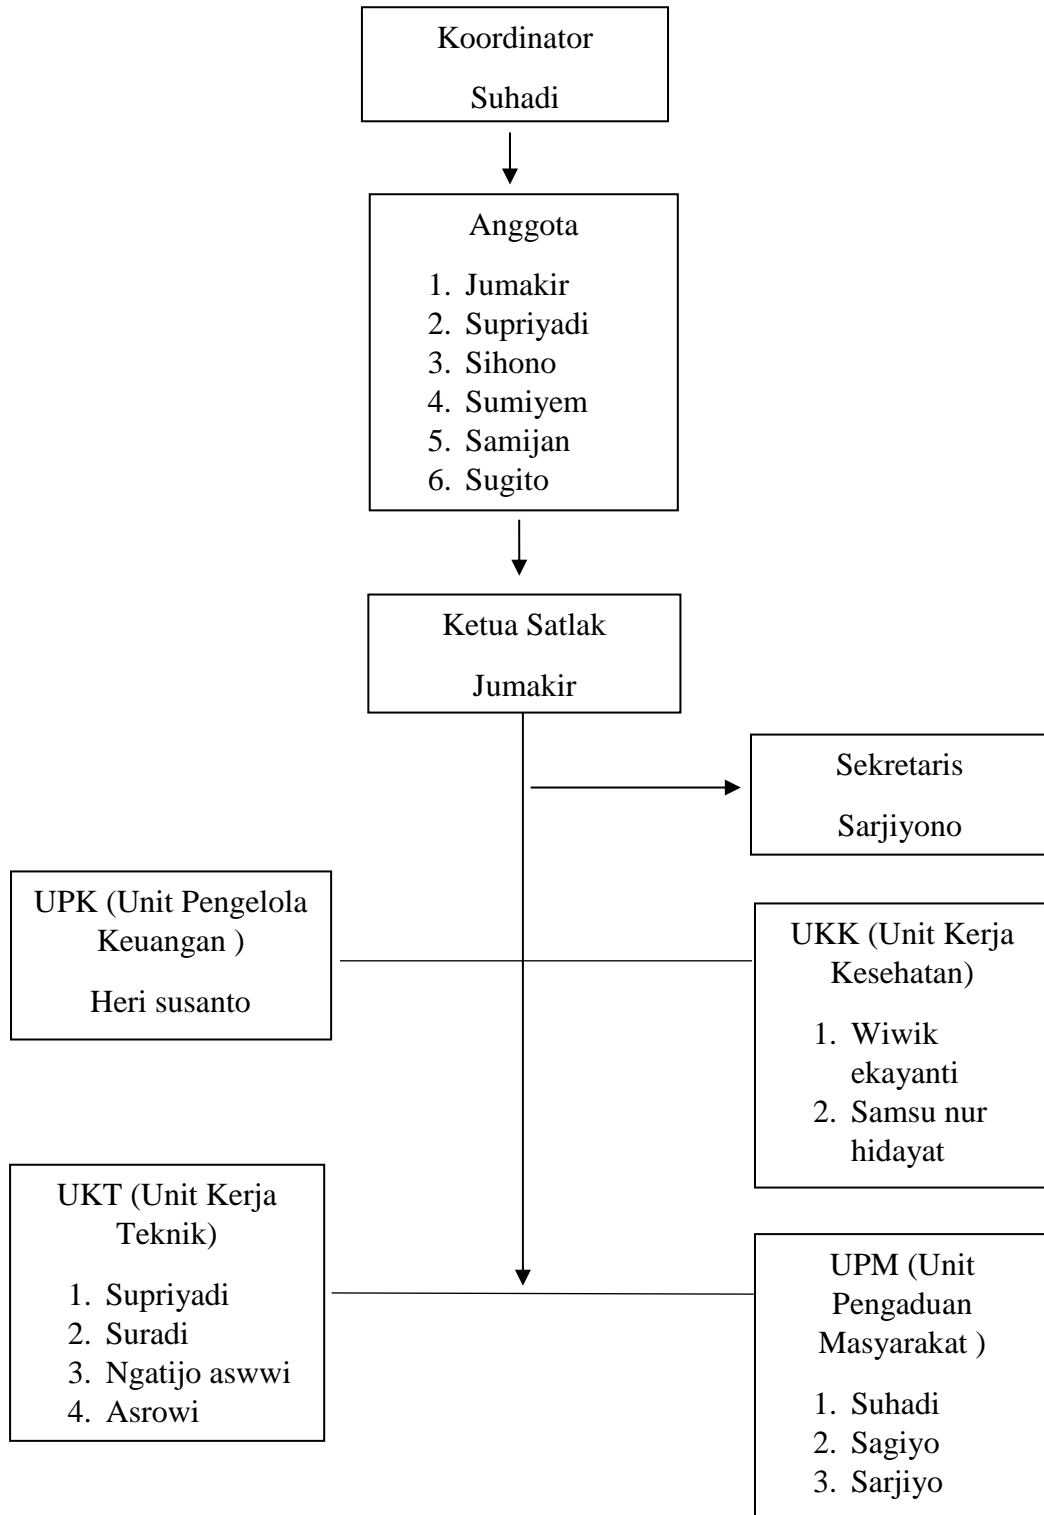 Koordinator
Suhadi
Anggota
1. Jumakir
2. Supriyadi
3. Sihono
4. Sumiyem
5. Samijan
6. Sugito
Ketua Satlak
Jumakir
Sekretaris
Sarjiyono
UPK (Unit Pengelola
Keuangan )
Heri susanto
UKK (Unit Kerja
Kesehatan)
1. Wiwik
ekayanti
2. Samsu nur
hidayat
UKT (Unit Kerja
Teknik)
1. Supriyadi
2. Suradi
3. Ngatijo aswwi
4. Asrowi
UPM (Unit
Pengaduan
Masyarakat )
1. Suhadi
2. Sagiyo
3. Sarjiyo